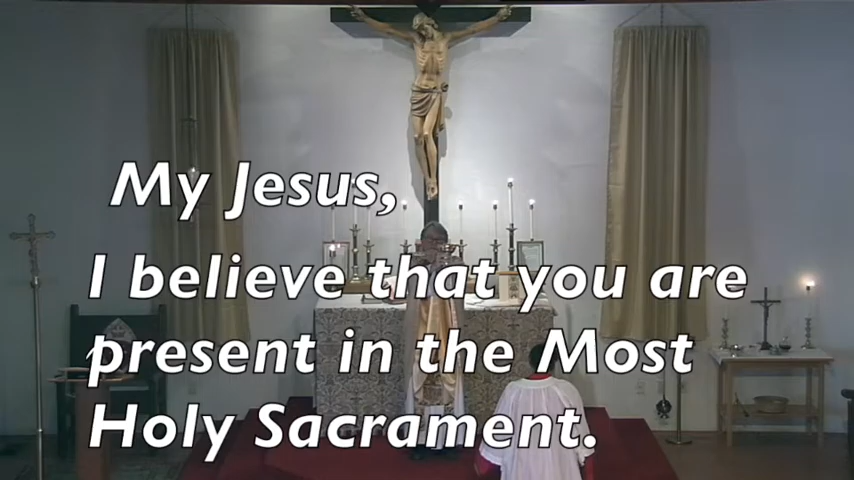 My Jesus,
I believe that you are
present in the Most
Holy Sacrament.